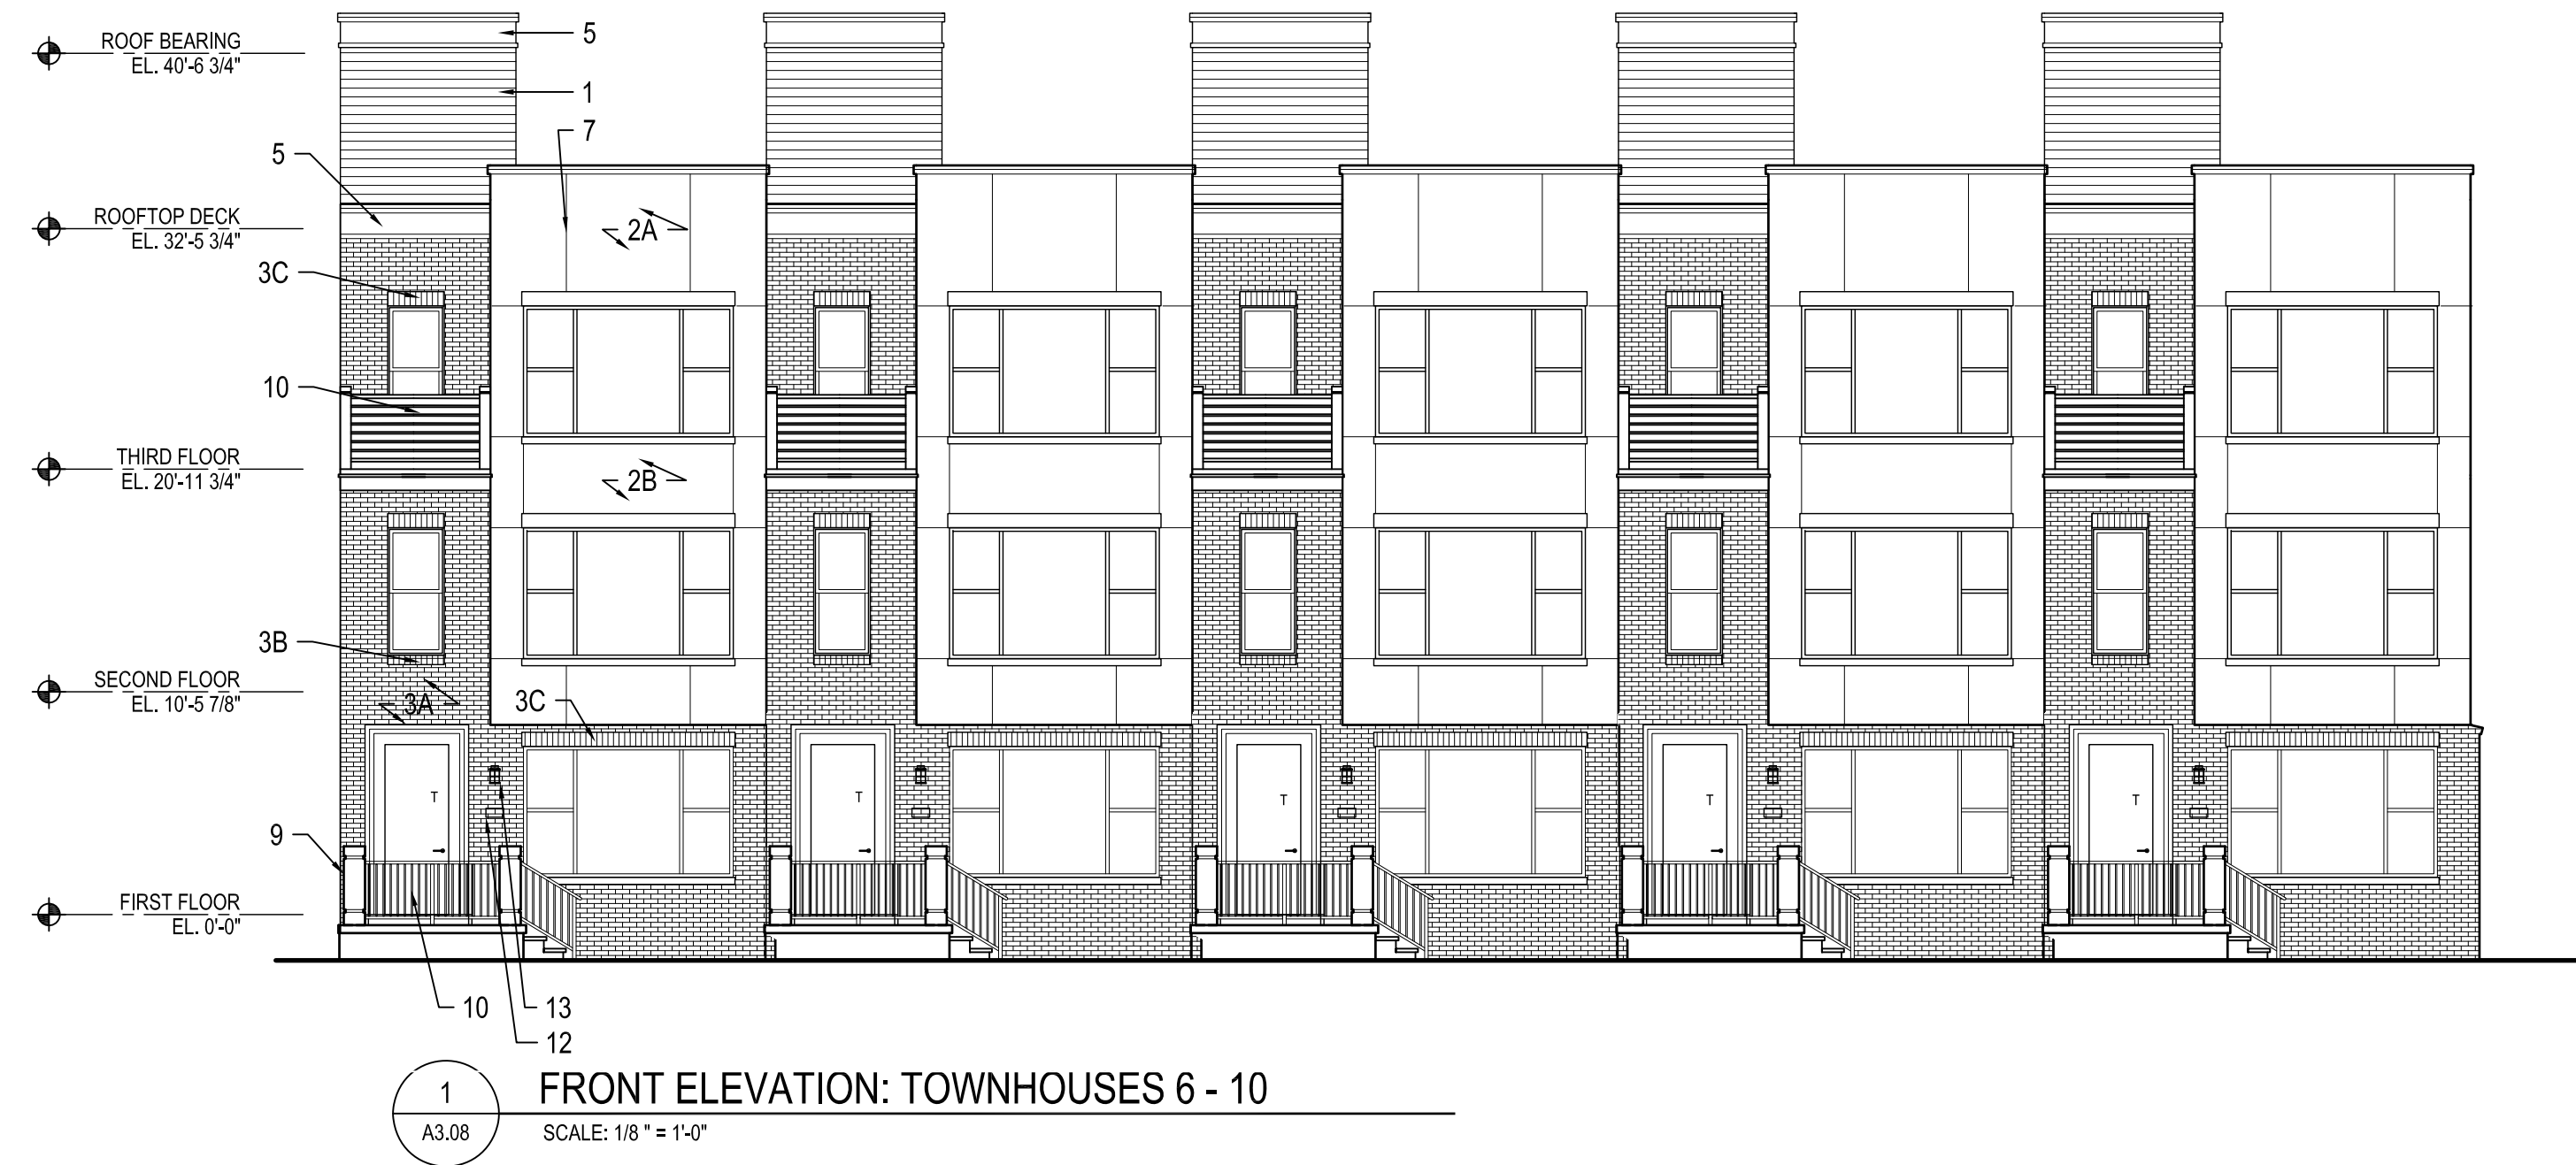 ROOF BEARING
EL. 40'-6 3/4"
5
1
7
5
ROOFTOP DECK
EL. 32'-5 3/4"
2A
3C
10
THIRD FLOOR
EL. 20'-11 3/4"
2B
3B
SECOND FLOOR
EL. 10'-5 7/8"
3A
3C
T
T
T
T
T
9
FIRST FLOOR
EL. 0'-0"
10
13
12
1
FRONT ELEVATION: TOWNHOUSES 6 - 10
A3.08
SCALE: 1/8 " = 1'-0"